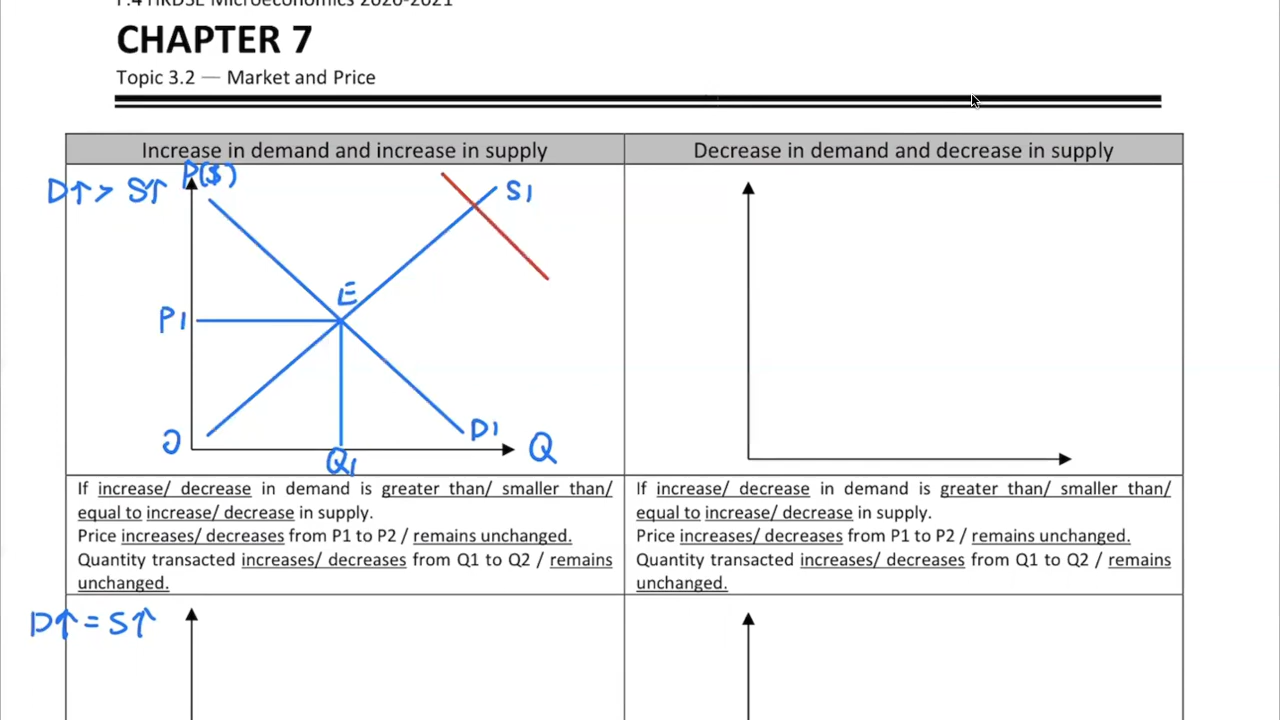 F.4 HKDSE Microeconomics 2020-2021
CHAPTER 7
Topic 3.2 — Market and Price
Increase in demand and increase in supply
D↑ > S↑
P($)
S1
E
P1
O
D1
Q1
Q
If increase/ decrease in demand is greater than/ smaller than/
equal to increase/ decrease in supply.
Price increases/ decreases from P1 to P2 / remains unchanged.
Quantity transacted increases/ decreases from Q1 to Q2 / remains
unchanged.
D↑ = S↑
Decrease in demand and decrease in supply
If increase/ decrease in demand is greater than/ smaller than/
equal to increase/ decrease in supply.
Price increases/ decreases from P1 to P2 / remains unchanged.
Quantity transacted increases/ decreases from Q1 to Q2 / remains
unchanged.